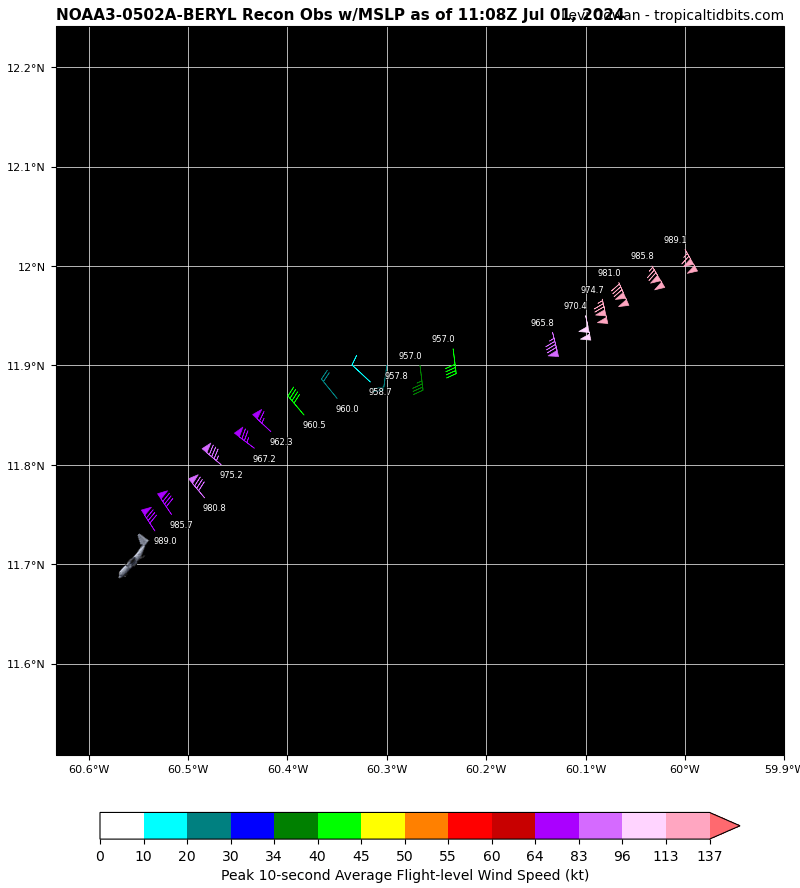 NOAA3-0502A-BERYL Recon Obs w/MSLP as of 11:08Z Jul 01, 2024
Levi Cowan - tropicaltidbits.com
12.2°N
12.1°N
12°N
11.9°N
11.8°N
11.7°N
11.6°N
989.1
985.8
981.0
974.7
970.4
965.8
957.0
957.0
957.8
958.7
960.0
960.5
962.3
967.2
975.2
980.8
985.7
989.0
60.6°W 60.5°W 60.4°W 60.3°W 60.2°W 60.1°W 60°W 59.9°W
0 10 20 30 34 40 45 50 55 60 64 83 96 113 137
Peak 10-second Average Flight-level Wind Speed (kt)